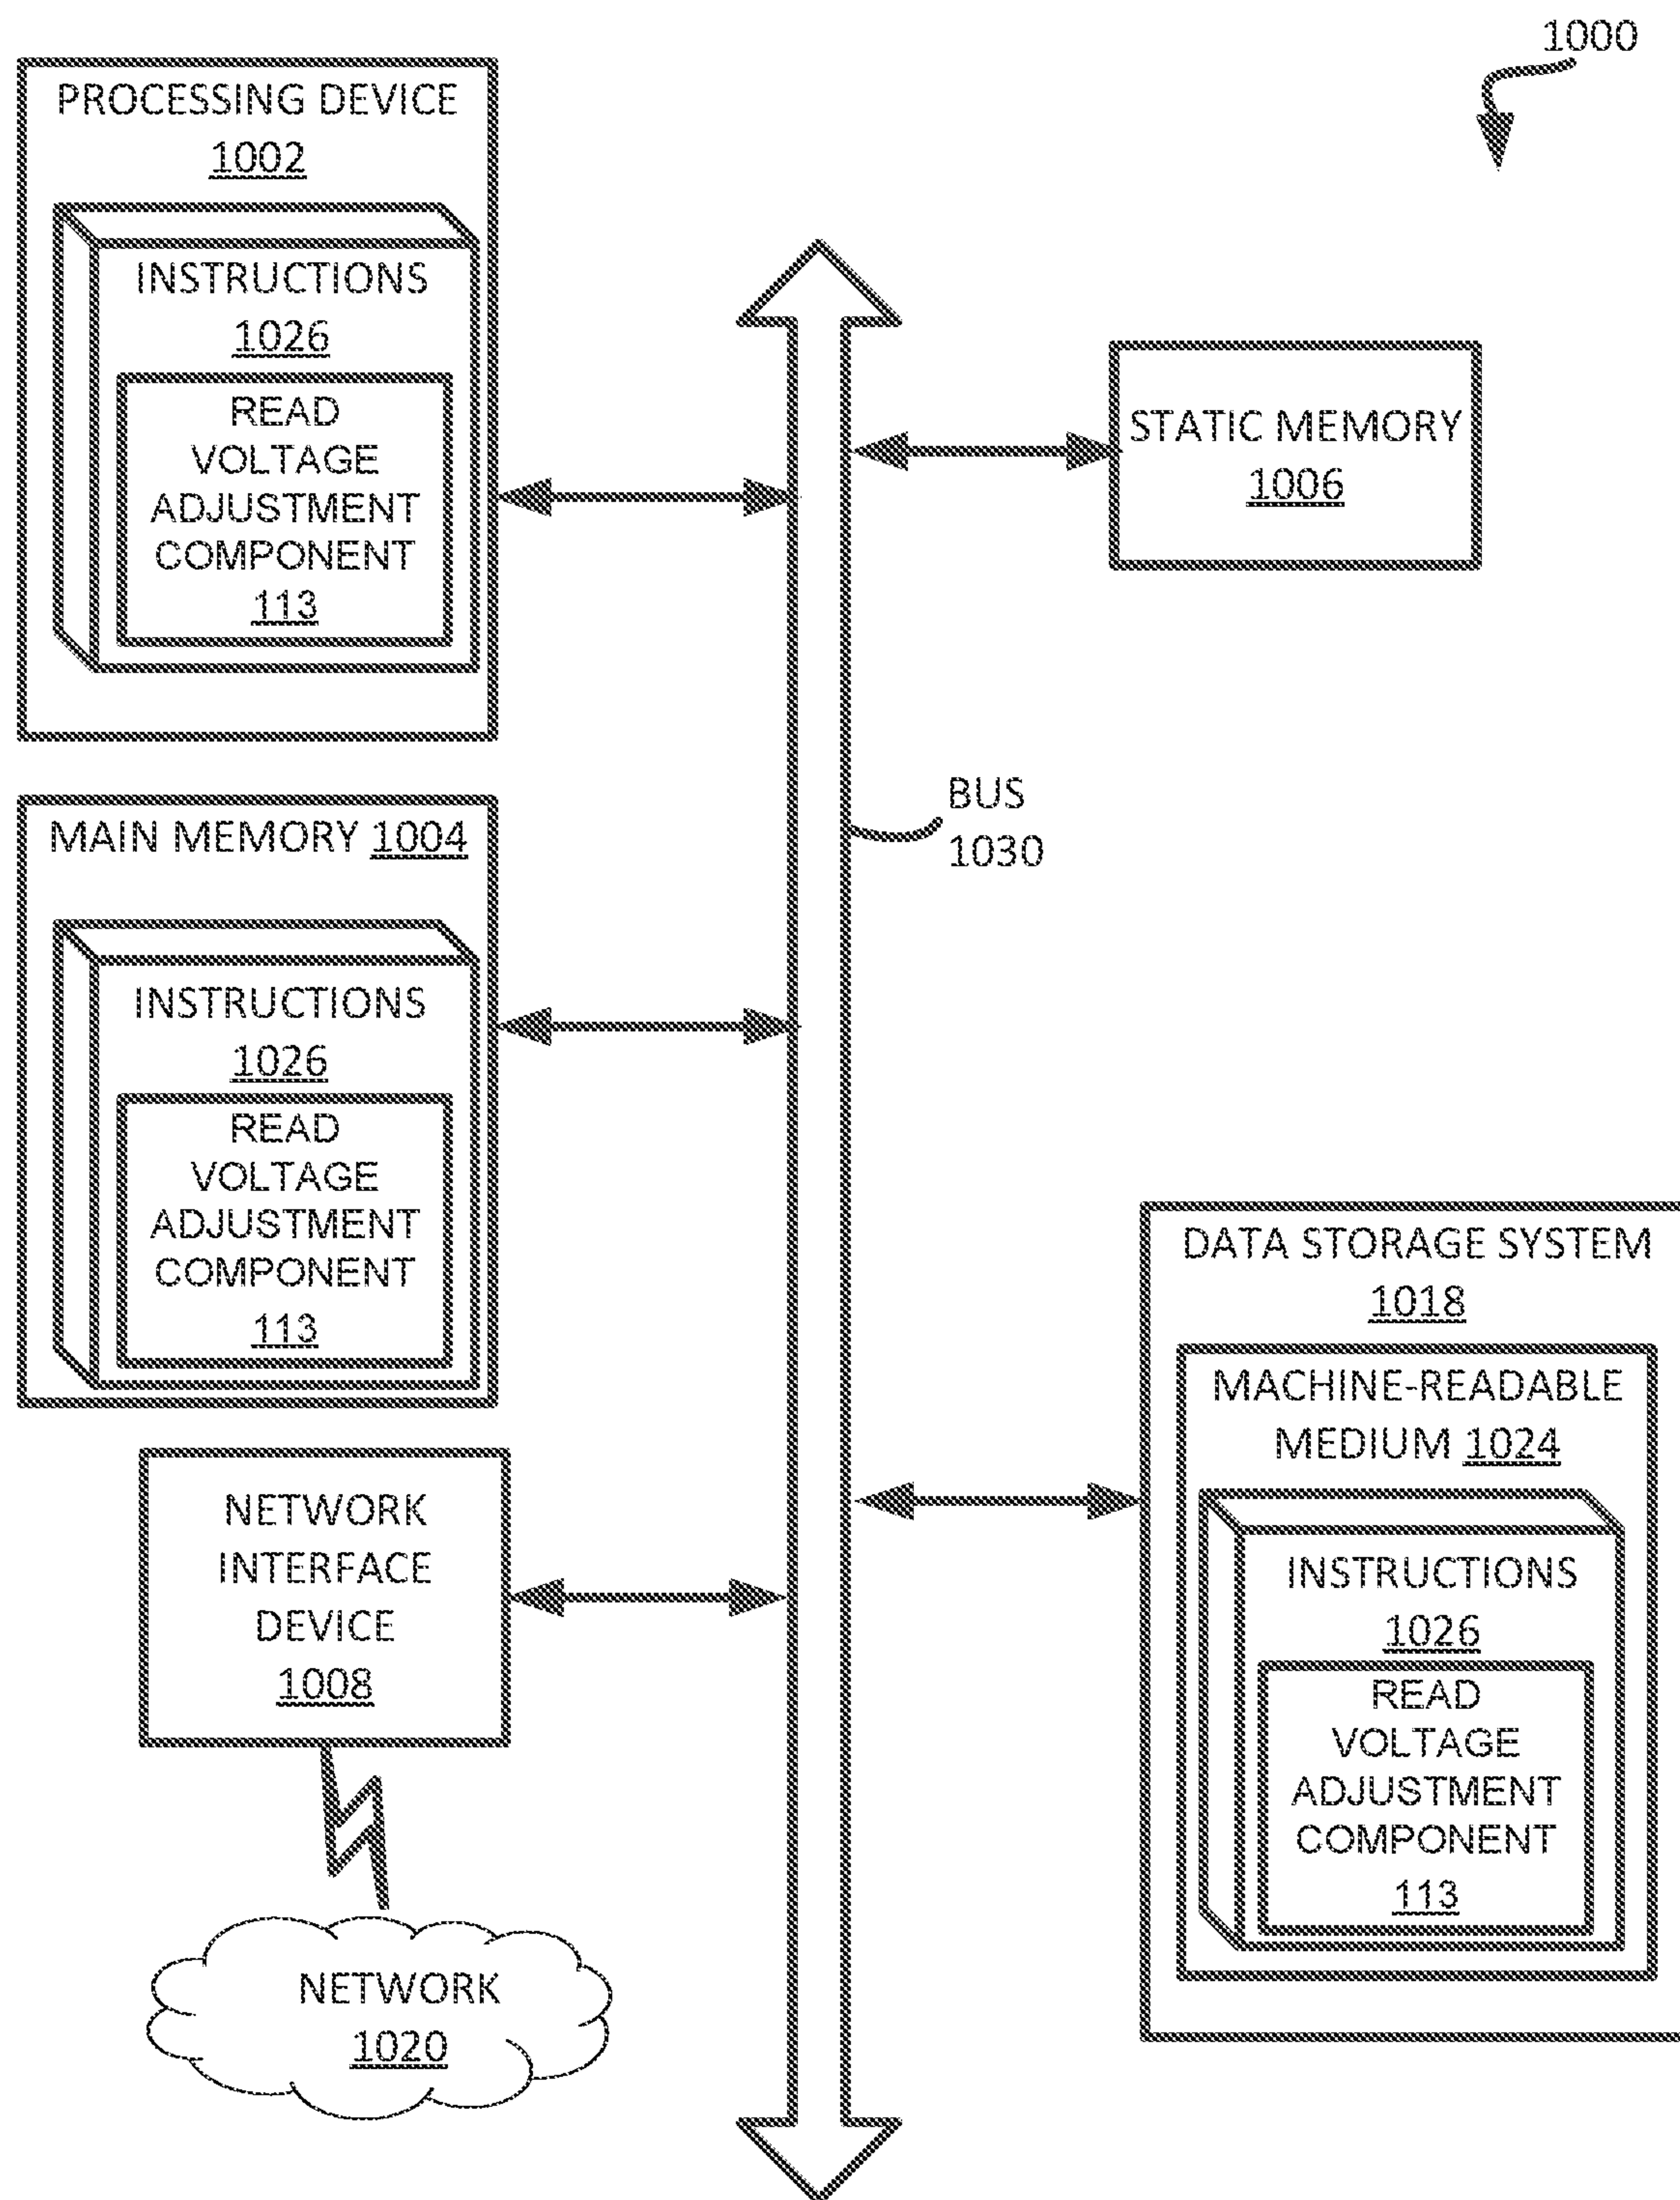 1000
PROCESSING DEVICE
1002
INSTRUCTIONS
1026
READ
VOLTAGE
ADJUSTMENT
COMPONENT
113
STATIC MEMORY
1006
BUS
1030
MAIN MEMORY 1004
INSTRUCTIONS
1026
READ
VOLTAGE
ADJUSTMENT
COMPONENT
113
DATA STORAGE SYSTEM
1018
MACHINE-READABLE
MEDIUM 1024
INSTRUCTIONS
1026
READ
VOLTAGE
ADJUSTMENT
COMPONENT
113
NETWORK
INTERFACE
DEVICE
1008
NETWORK
1020